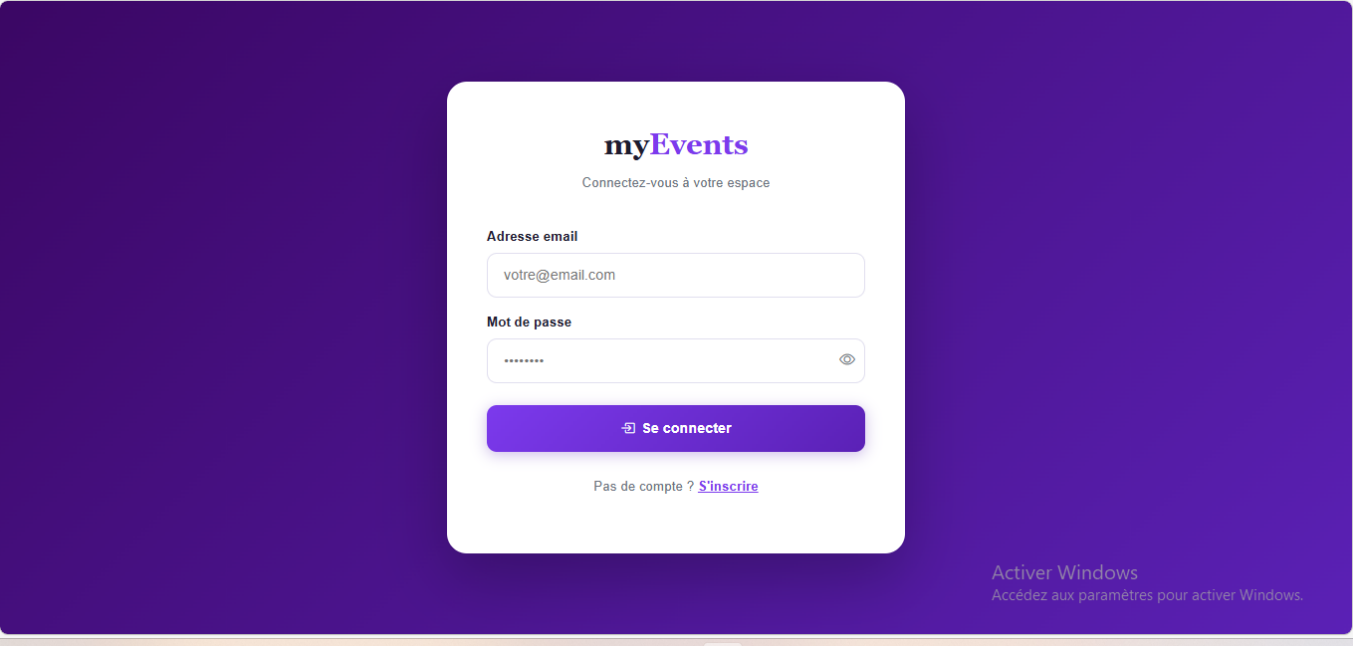 myEvents
Connectez-vous à votre espace
Adresse email
votre@email.com
Mot de passe
••••••••
Se connecter
Pas de compte ? S'inscrire
Activer Windows
Accédez aux paramètres pour activer Windows.